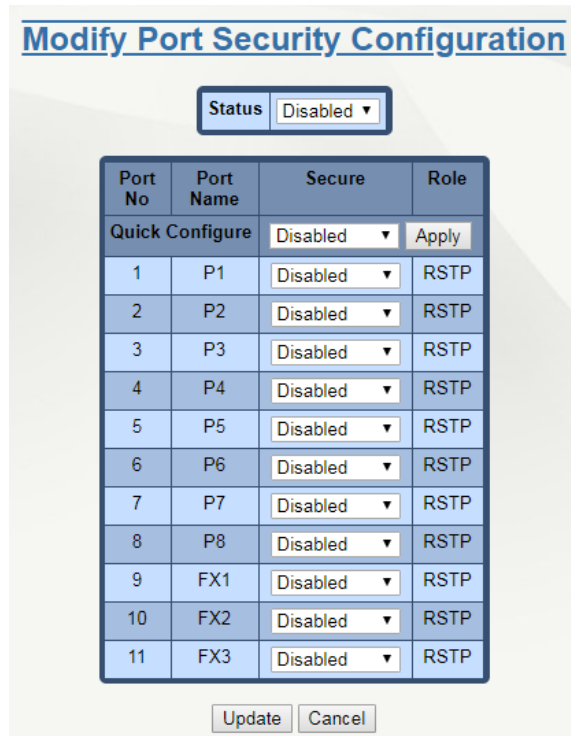 Modify Port Security Configuration
Status Disabled
Port No Port Name Secure Role
Quick Configure Disabled Apply
1 P1 Disabled RSTP
2 P2 Disabled RSTP
3 P3 Disabled RSTP
4 P4 Disabled RSTP
5 P5 Disabled RSTP
6 P6 Disabled RSTP
7 P7 Disabled RSTP
8 P8 Disabled RSTP
9 FX1 Disabled RSTP
10 FX2 Disabled RSTP
11 FX3 Disabled RSTP
Update Cancel